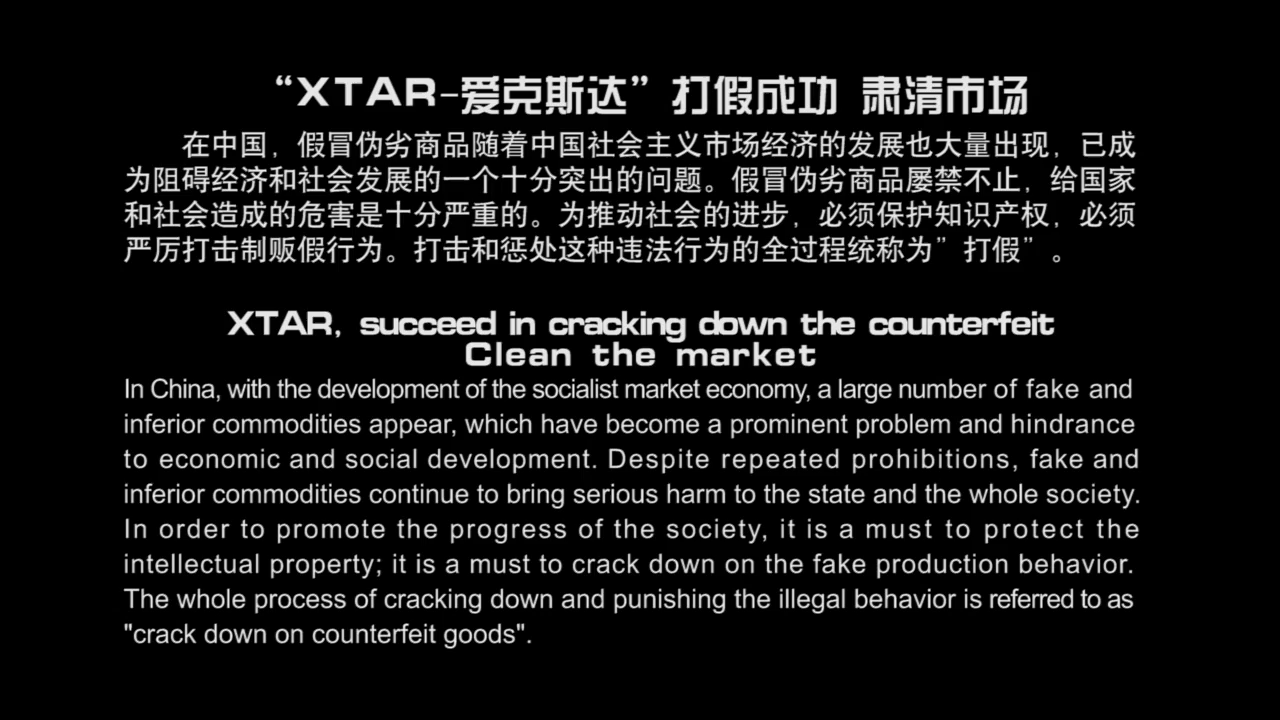 “XTAR-爱克斯达”打假成功 肃清市场
在中国，假冒伪劣商品随着中国社会主义市场经济的发展也大量出现，已成
为阻碍经济和社会发展的一个十分突出的问题。假冒伪劣商品屡禁不止，给国家
和社会造成的危害是十分严重的。为推动社会的进步，必须保护知识产权，必须
严厉打击制贩假行为。打击和惩处这种违法行为的全过程统称为”打假”。
XTAR, succeed in cracking down the counterfeit
Clean the market
In China, with the development of the socialist market economy, a large number of fake and
inferior commodities appear, which have become a prominent problem and hindrance
to economic and social development. Despite repeated prohibitions, fake and
inferior commodities continue to bring serious harm to the state and the whole society.
In order to promote the progress of the society, it is a must to protect the
intellectual property; it is a must to crack down on the fake production behavior.
The whole process of cracking down and punishing the illegal behavior is referred to as
"crack down on counterfeit goods".